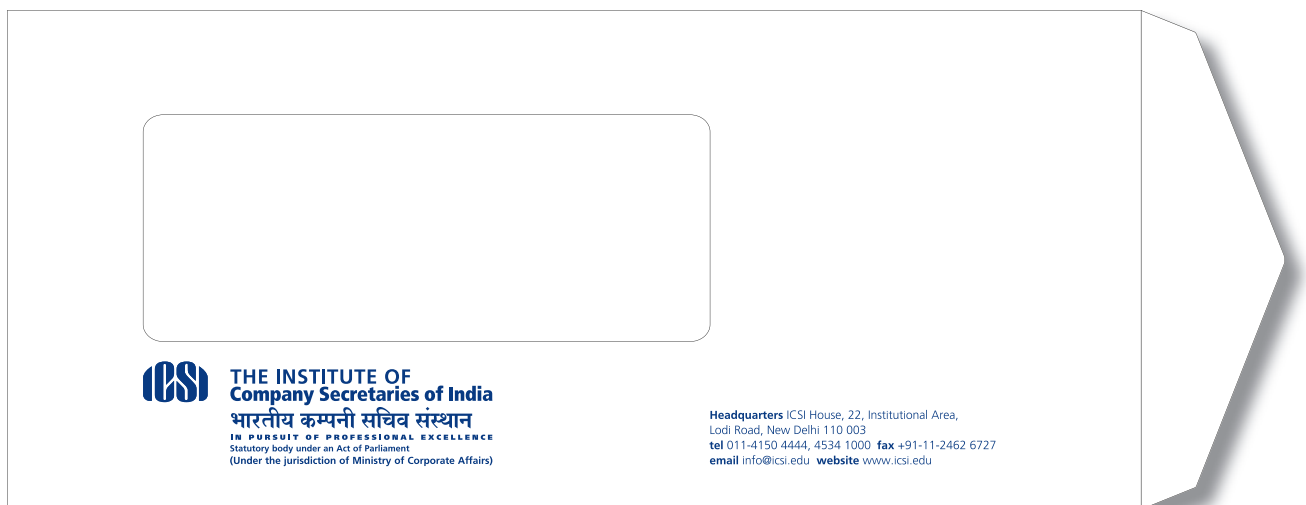 ICSI
THE INSTITUTE OF
Company Secretaries of India
भारतीय कम्पनी सचिव संस्थान
IN PURSUIT OF PROFESSIONAL EXCELLENCE
Statutory body under an Act of Parliament
(Under the jurisdiction of Ministry of Corporate Affairs)
Headquarters ICSI House, 22, Institutional Area,
Lodi Road, New Delhi 110 003
tel 011-4150 4444, 4534 1000 fax +91-11-2462 6727
email info@icsi.edu website www.icsi.edu